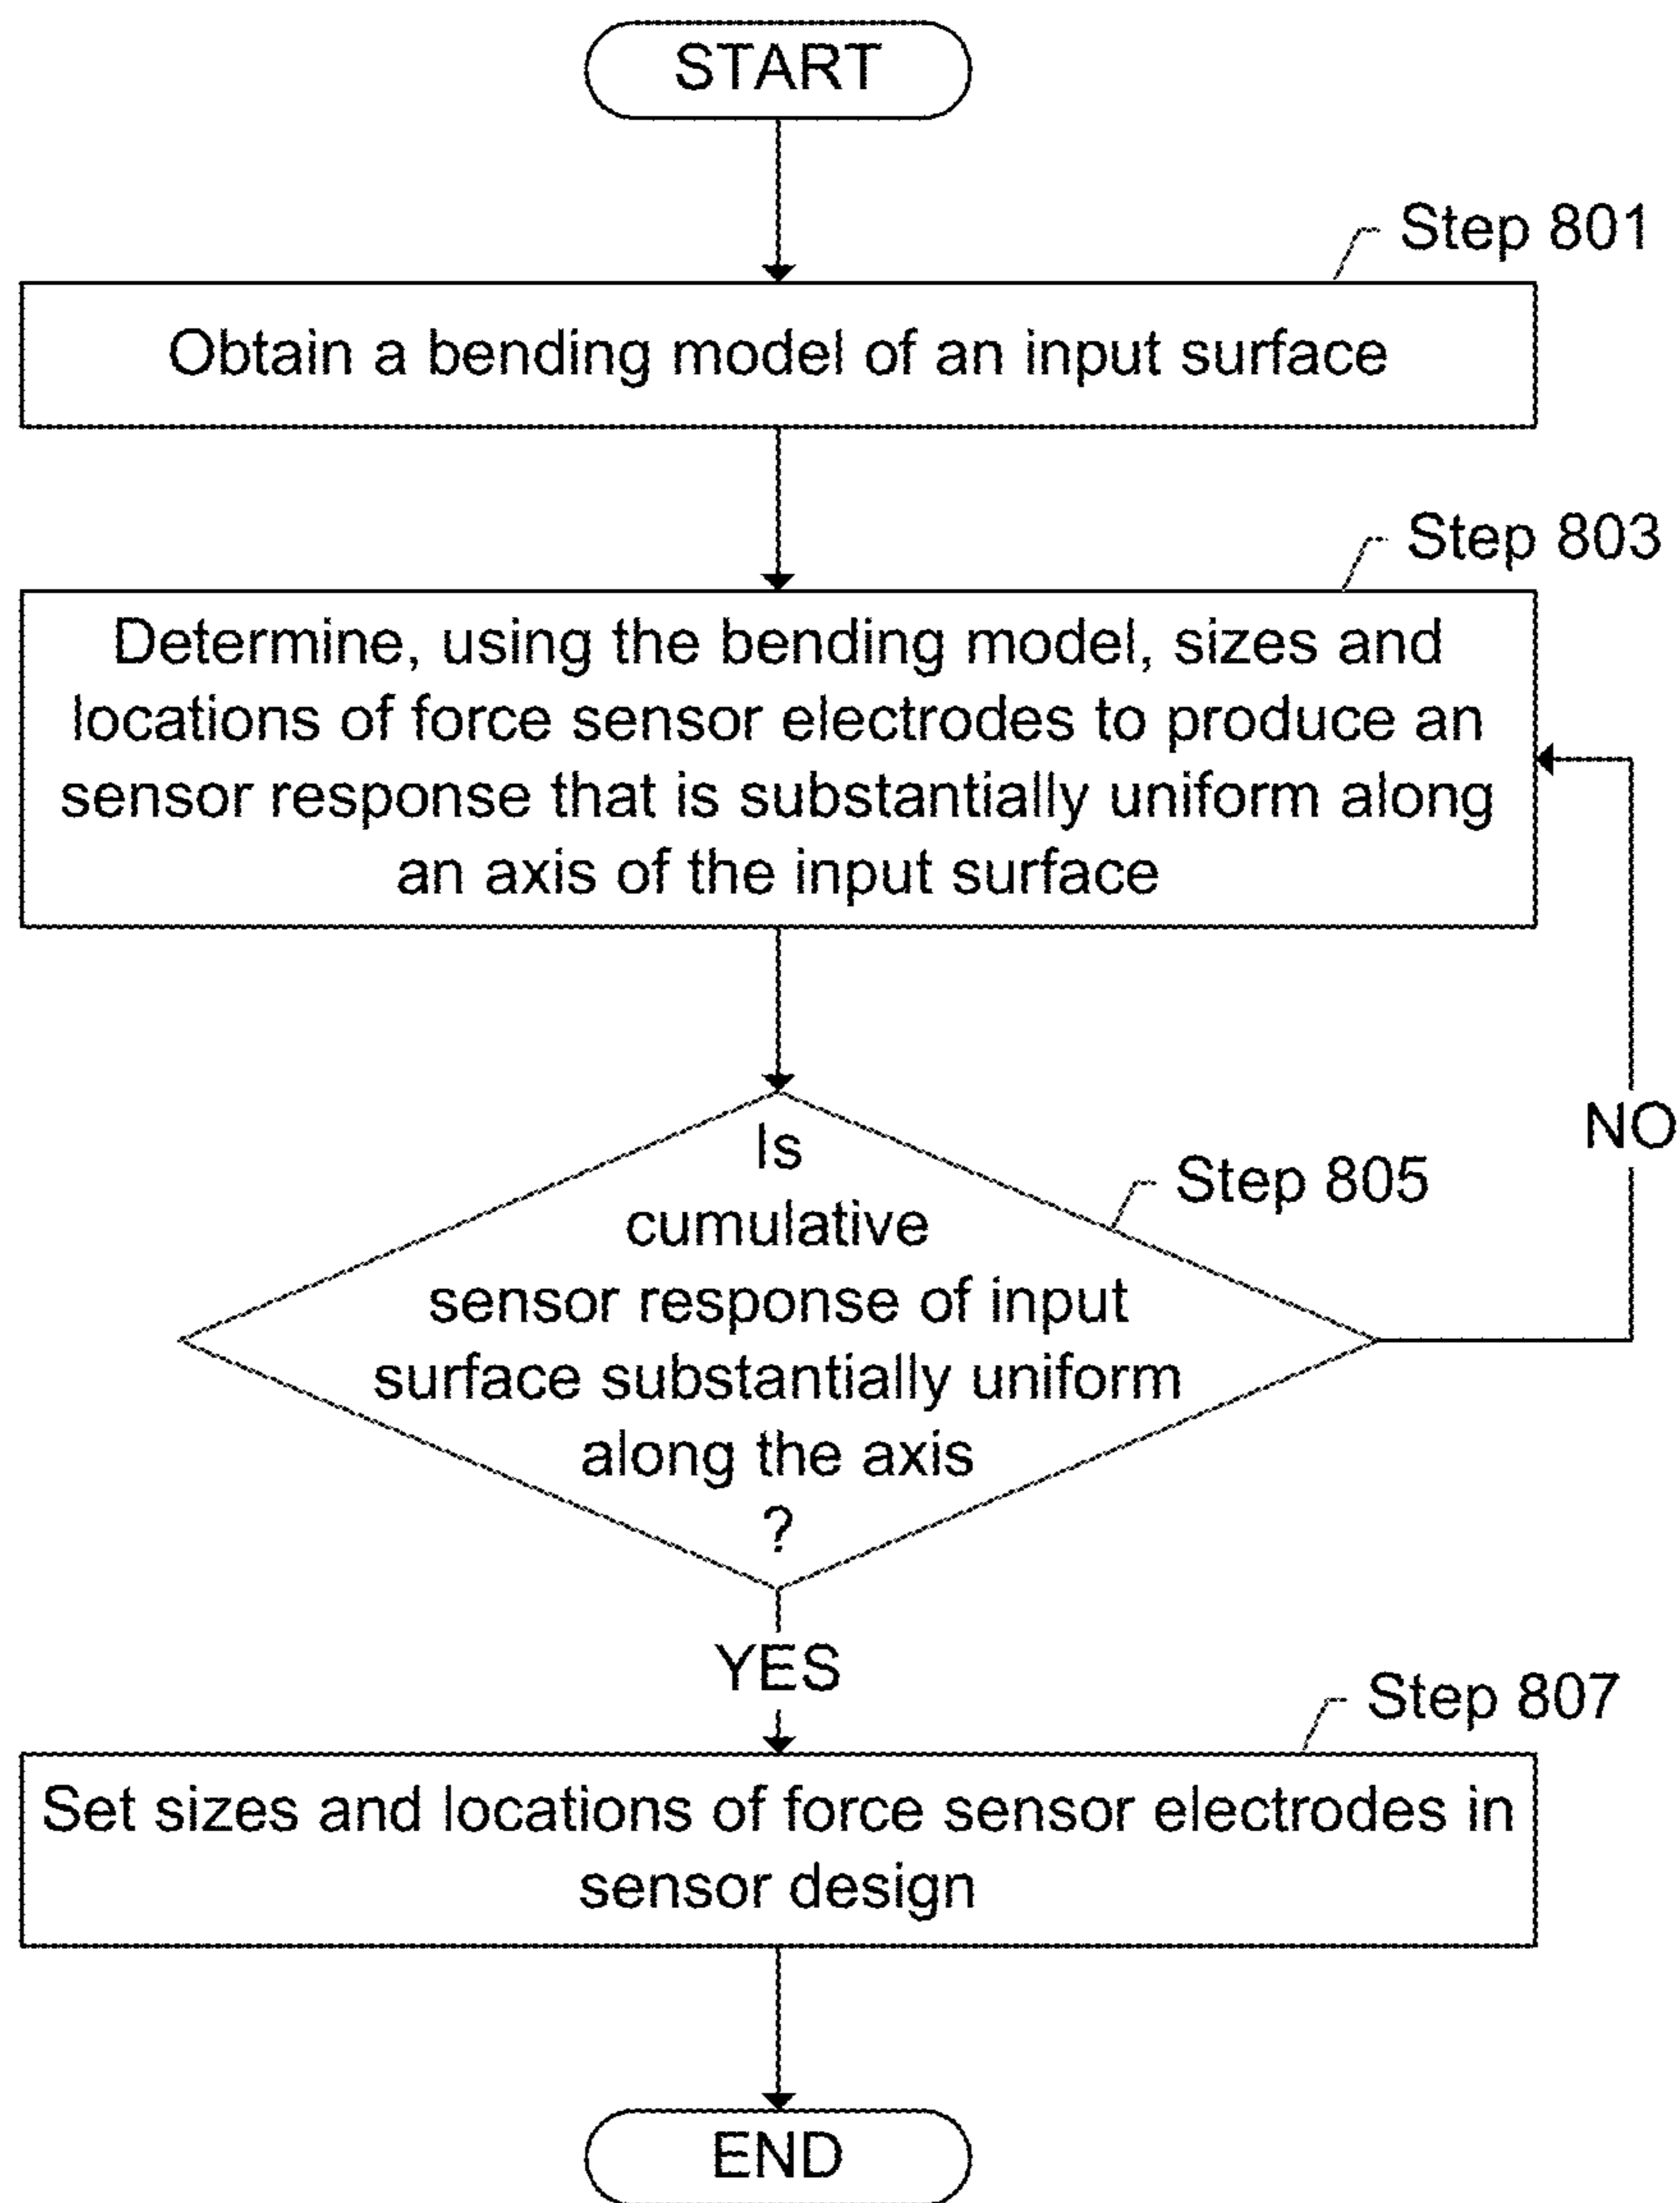 START
Step 801
Obtain a bending model of an input surface
Step 803
Determine, using the bending model, sizes and
locations of force sensor electrodes to produce an
sensor response that is substantially uniform along
an axis of the input surface
NO
Is
Step 805
cumulative
sensor response of input
surface substantially uniform
along the axis
?
YES
Step 807
Set sizes and locations of force sensor electrodes in
sensor design
END